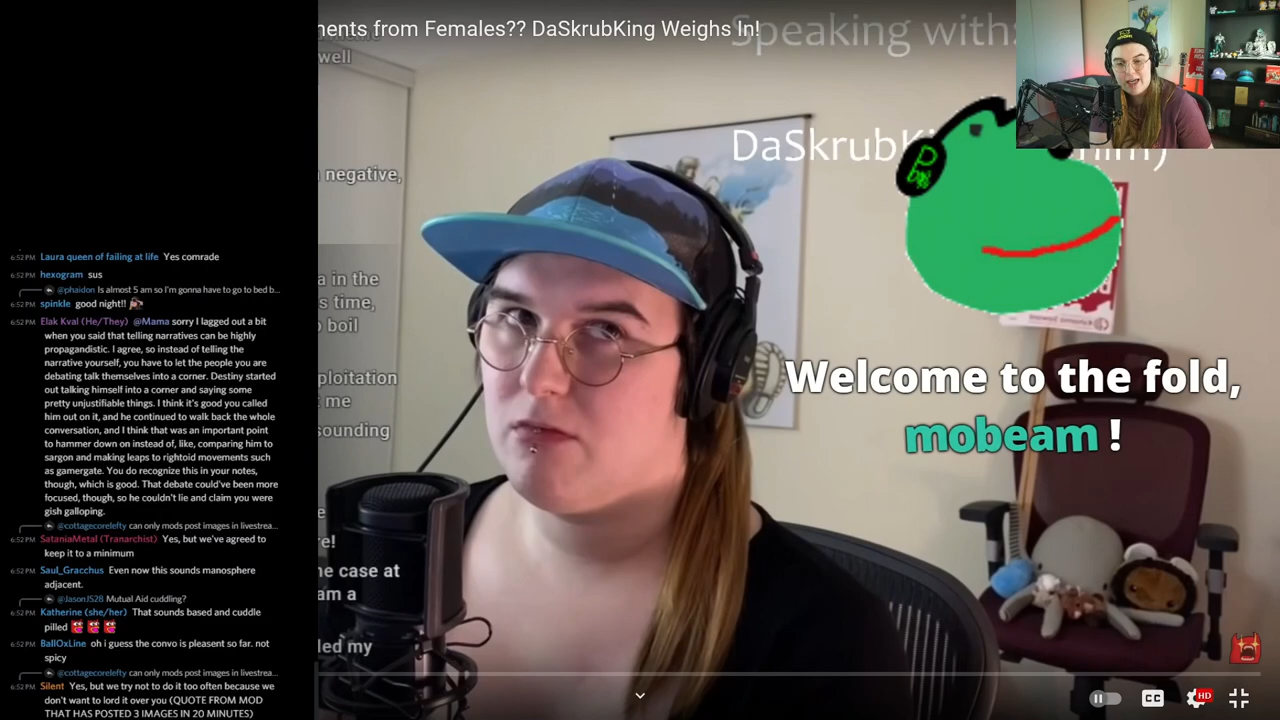 ments from Females?? DaSkrubKing Weighs In!
Speaking with:
well
DaSkrubK
him)
negative,
a in the
s time,
boil
ploitation
me
sounding
Welcome to the fold,
mobeam !
e
re!
he case at
am a
led my
CC
HD
6:52 PM Laura queen of failing at life Yes comrade
6:52 PM hexogram sus
@phaidon Is almost 5 am so I'm gonna have to go to bed b...
6:52 PM spinkle good night!!
6:52 PM Elak Kval (He/They) @Mama sorry I lagged out a bit
when you said that telling narratives can be highly
propagandistic. I agree, so instead of telling the
narrative yourself, you have to let the people you are
debating talk themselves into a corner. Destiny started
out talking himself into a corner and saying some
pretty unjustifiable things. I think it's good you called
him out on it, and he continued to walk back the whole
conversation, and I think that was an important point
to hammer down on instead of, like, comparing him to
sargon and making leaps to rightoid movements such
as gamergate. You do recognize this in your notes,
though, which is good. That debate could've been more
focused, though, so he couldn't lie and claim you were
gish galloping.
@cottagecorelefty can only mods post images in livestrea...
6:52 PM SataniaMetal (Tranarchist) Yes, but we've agreed to
keep it to a minimum
6:52 PM Saul_Gracchus Even now this sounds manosphere
adjacent.
@JasonJS28 Mutual Aid cuddling?
6:52 PM Katherine (she/her) That sounds based and cuddle
pilled
6:52 PM BallOxLine oh i guess the convo is pleasent so far. not
spicy
@cottagecorelefty can only mods post images in livestrea...
6:52 PM Silent Yes, but we try not to do it too often because we
don't want to lord it over you (QUOTE FROM MOD
THAT HAS POSTED 3 IMAGES IN 20 MINUTES)